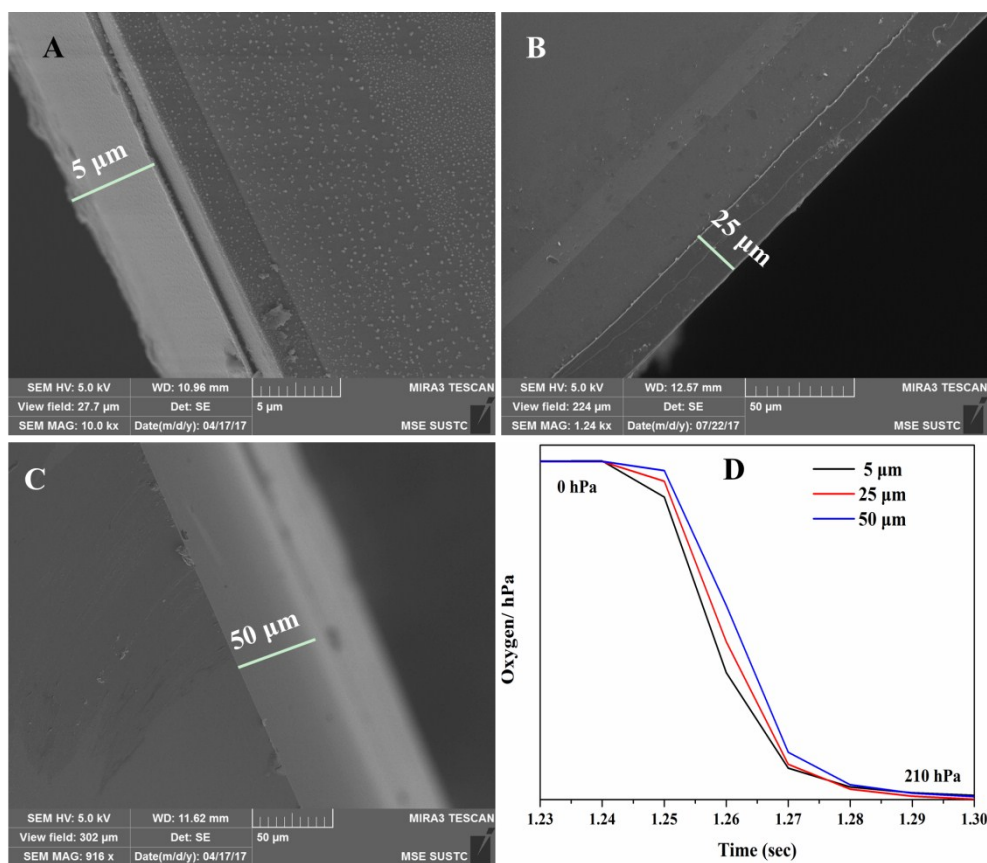 A
5 µm
SEM HV: 5.0 kV WD: 10.96 mm MIRA3 TESCAN
View field: 27.7 µm Det: SE 5 µm
SEM MAG: 10.0 kx Date(m/d/y): 04/17/17 MSE SUSTC
B
25 µm
SEM HV: 5.0 kV WD: 12.57 mm MIRA3 TESCAN
View field: 224 µm Det: SE 50 µm
SEM MAG: 1.24 kx Date(m/d/y): 07/22/17 MSE SUSTC
C
50 µm
SEM HV: 5.0 kV WD: 11.62 mm MIRA3 TESCAN
View field: 302 µm Det: SE 50 µm
SEM MAG: 916 x Date(m/d/y): 04/17/17 MSE SUSTC
D
5 µm
25 µm
50 µm
0 hPa
210 hPa
Oxygen/ hPa
1.23 1.24 1.25 1.26 1.27 1.28 1.29 1.30
Time (sec)